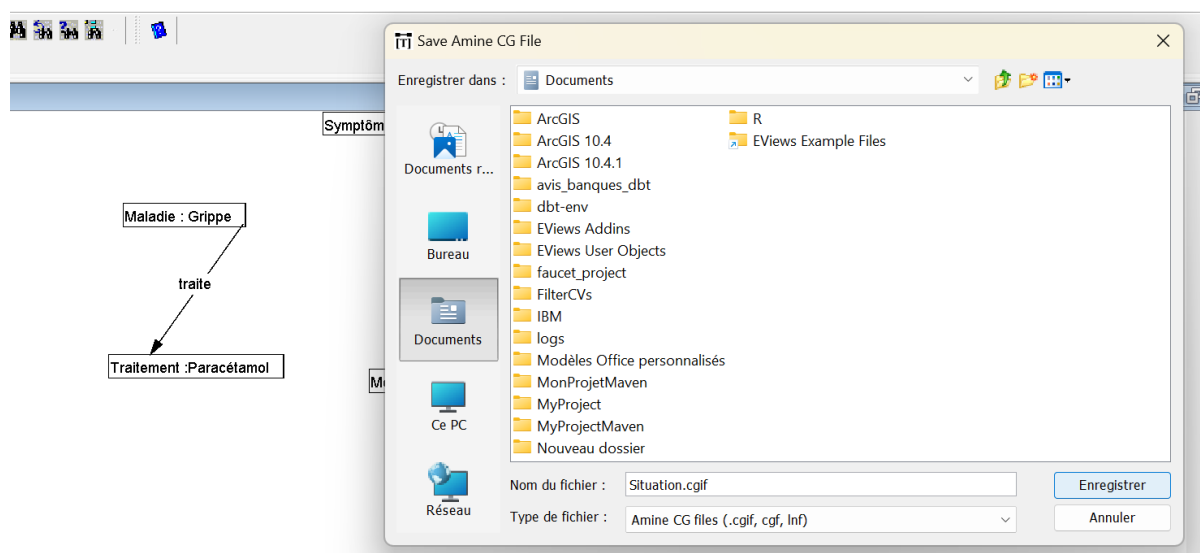 Save Amine CG File
Enregistrer dans :
Documents
Symptôm
Maladie : Grippe
traite
Traitement :Paracétamol
Mo
Documents r...
Bureau
Documents
Ce PC
Réseau
ArcGIS
ArcGIS 10.4
ArcGIS 10.4.1
avis_banques_dbt
dbt-env
EViews Addins
EViews User Objects
faucet_project
FilterCVs
IBM
logs
Modèles Office personnalisés
MonProjetMaven
MyProject
MyProjectMaven
Nouveau dossier
R
EViews Example Files
Nom du fichier :
Situation.cgif
Enregistrer
Type de fichier :
Amine CG files (.cgif, cgf, lnf)
Annuler